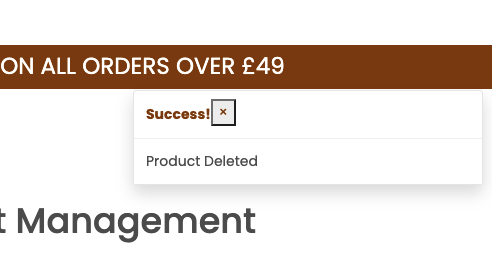 ON ALL ORDERS OVER £49
Success! ×
Product Deleted
t Management